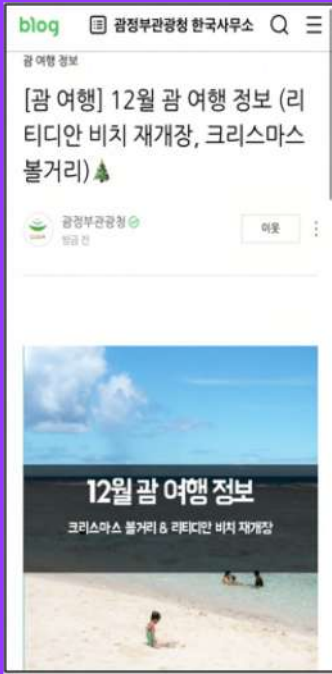 blog 괌정부관광청 한국사무소
괌 여행 정보
[괌 여행] 12월 괌 여행 정보 (리
티디안 비치 재개장, 크리스마스
볼거리)🎄
괌정부관광청
방금 전
이웃
12월 괌 여행 정보
크리스마스 볼거리 & 리티디안 비치 재개장